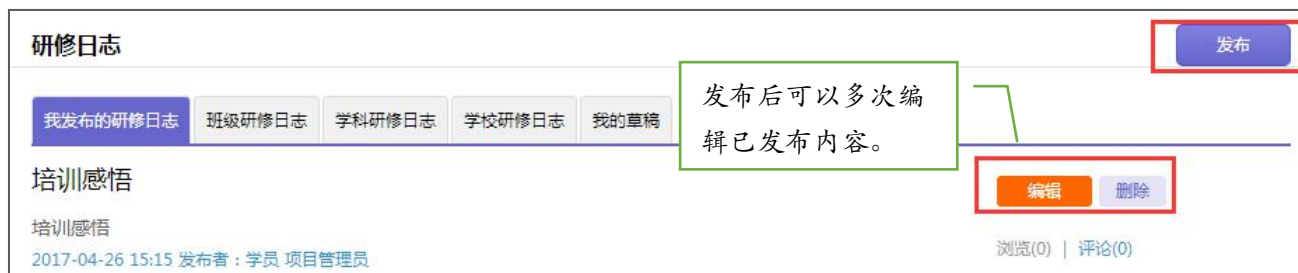 研修日志
发布
我发布的研修日志 班级研修日志 学科研修日志 学校研修日志 我的草稿
发布后可以多次编
辑已发布内容。
培训感悟
编辑 删除
培训感悟
2017-04-26 15:15 发布者：学员 项目管理员
浏览(0) | 评论(0)